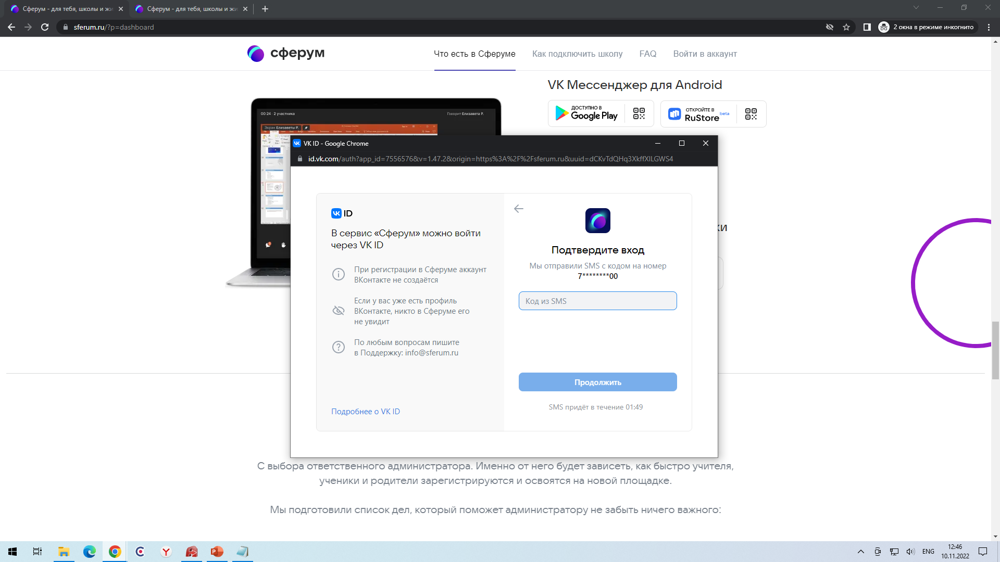 Сферум - для тебя, школы и жи
Сферум - для тебя, школы и жи
sferum.ru/?p=dashboard
2 окна в режиме инкогнито
сферум
Что есть в Сферуме
Как подключить школу
FAQ
Войти в аккаунт
VK Мессенджер для Android
ДОСТУПНО В
Google Play
ОТКРОЙТЕ В
RuStore beta
00:24 · 2 участника
Говорит Елизавета Р.
Экран Елизаветы Р.
VK ID - Google Chrome
id.vk.com/auth?app_id=7556576&v=1.47.2&origin=https%3A%2F%2Fsferum.ru&uuid=dCKvTdQHq3XkffXILGWS4
ки
VK ID
В сервис «Сферум» можно войти
через VK ID
При регистрации в Сферуме аккаунт
ВКонтакте не создаётся
Если у вас уже есть профиль
ВКонтакте, никто в Сферуме его
не увидит
По любым вопросам пишите
в Поддержку: info@sferum.ru
Подробнее о VK ID
Подтвердите вход
Мы отправили SMS с кодом на номер
7********00
Код из SMS
Продолжить
SMS придёт в течение 01:49
С выбора ответственного администратора. Именно от него будет зависеть, как быстро учителя,
ученики и родители зарегистрируются и освоятся на новой площадке.
Мы подготовили список дел, который поможет администратору не забыть ничего важного:
ENG
12:46
10.11.2022